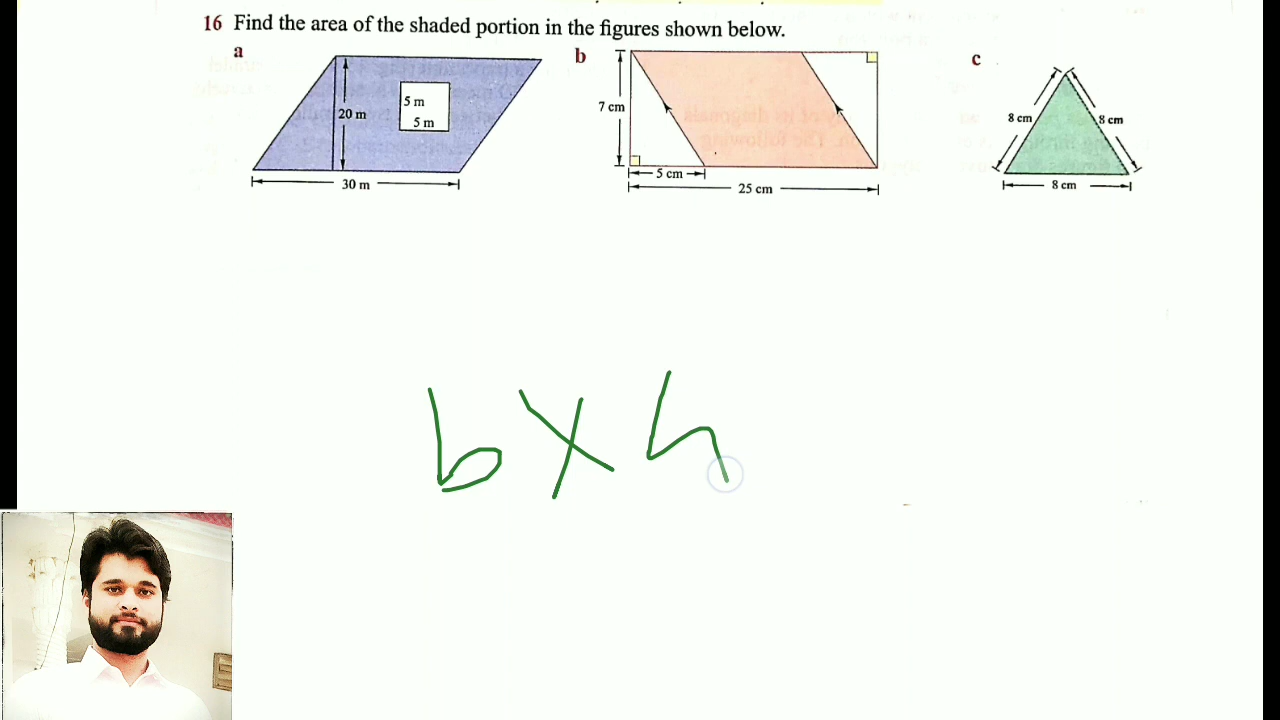 16 Find the area of the shaded portion in the figures shown below.
a
20 m
5 m
5 m
30 m
b
7 cm
5 cm
25 cm
c
8 cm
8 cm
8 cm
b x h